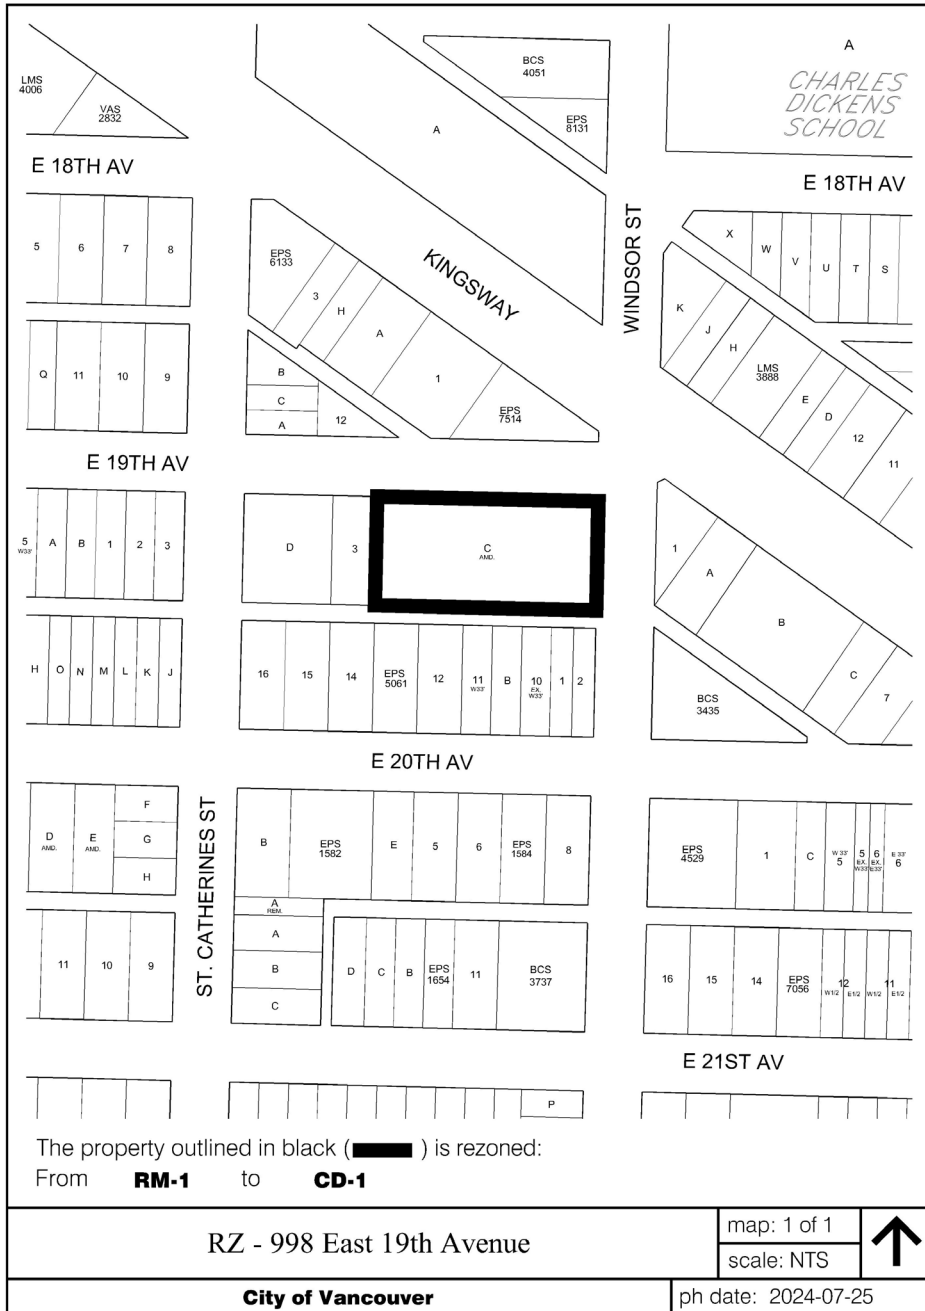 A
CHARLES
DICKENS
SCHOOL
BCS
4051
EPS
8131
LMS
4006
VAS
2832
A
E 18TH AV
E 18TH AV
5
6
7
8
EPS
6133
3
H
A
1
EPS
7514
KINGSWAY
WINDSOR ST
X
W
V
U
T
S
K
J
H
LMS
3888
E
D
12
11
Q
11
10
9
B
C
A
12
E 19TH AV
5
W33'
A
B
1
2
3
D
3
C
AMD.
1
A
B
C
7
H
O
N
M
L
K
J
16
15
14
EPS
5061
12
11
W33'
B
10
EX.
W33'
1
2
BCS
3435
E 20TH AV
ST. CATHERINES ST
D
AMD.
E
AMD.
F
G
H
B
EPS
1582
E
5
6
EPS
1584
8
EPS
4529
1
C
W 33'
5
5
EX.
W33'
6
EX.
E33'
E 33'
6
A
REM.
A
B
C
11
10
9
D
C
B
EPS
1654
11
BCS
3737
16
15
14
EPS
7056
12
W1/2
E1/2
11
W1/2
E1/2
E 21ST AV
P
The property outlined in black ( ) is rezoned:
From RM-1 to CD-1
RZ - 998 East 19th Avenue
map: 1 of 1
scale: NTS
City of Vancouver
ph date: 2024-07-25